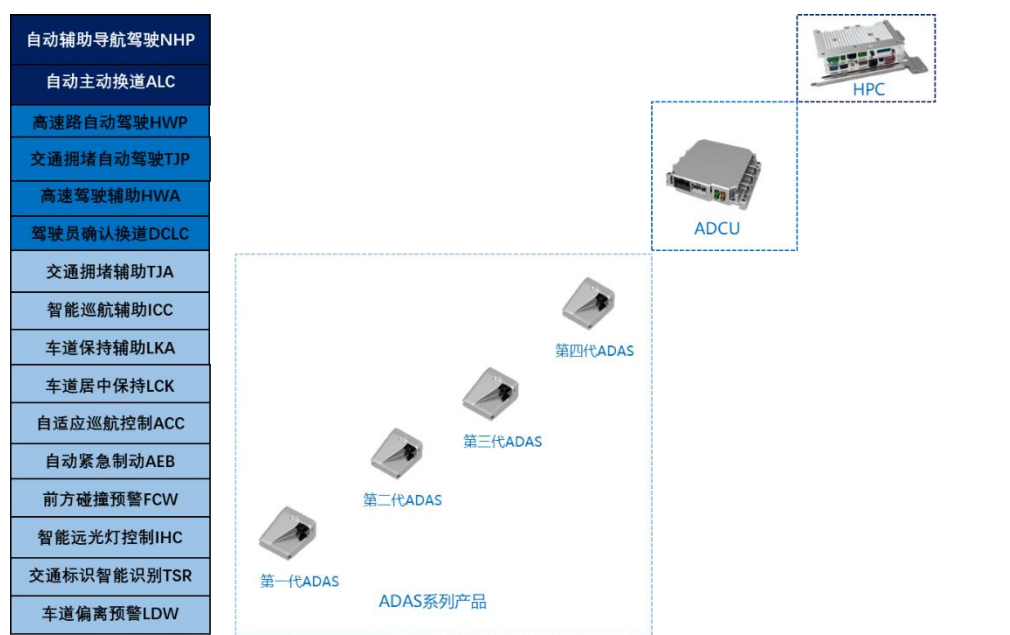 自动辅助导航驾驶NHP
自动主动换道ALC
高速路自动驾驶HWP
交通拥堵自动驾驶TJP
高速驾驶辅助HWA
驾驶员确认换道DCLC
交通拥堵辅助TJA
智能巡航辅助ICC
车道保持辅助LKA
车道居中保持LCK
自适应巡航控制ACC
自动紧急制动AEB
前方碰撞预警FCW
智能远光灯控制IHC
交通标识智能识别TSR
车道偏离预警LDW
HPC
ADCU
第四代ADAS
第三代ADAS
第二代ADAS
第一代ADAS
ADAS系列产品